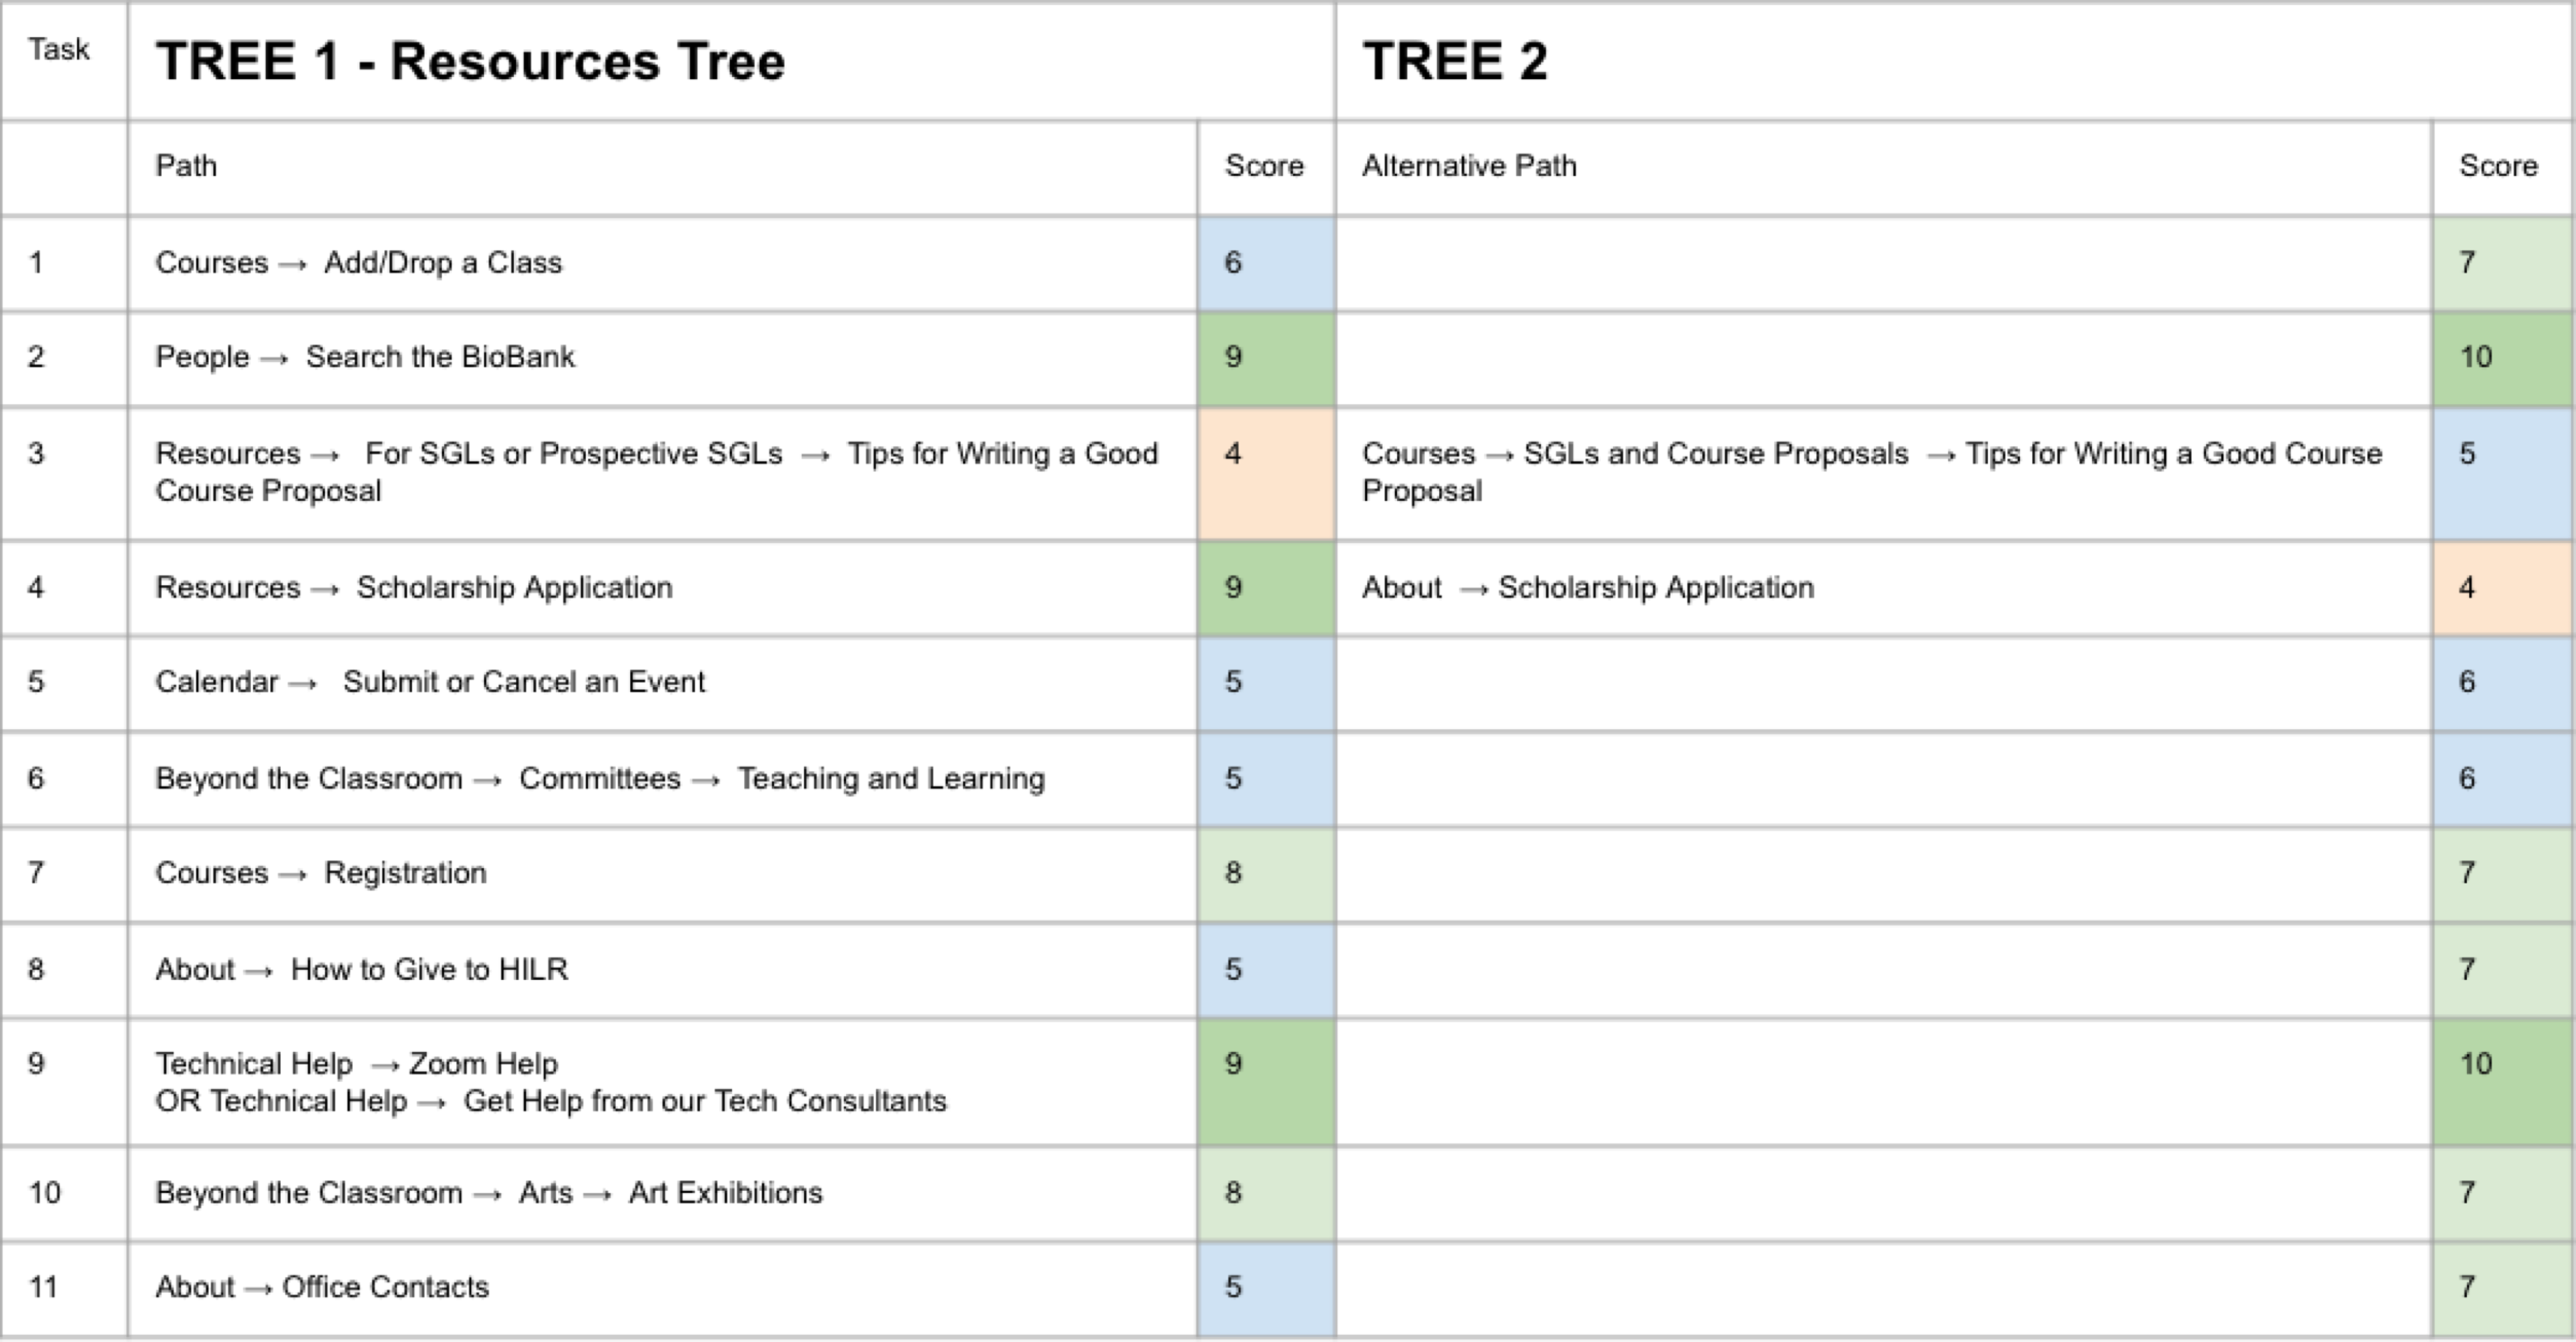 Task TREE 1 - Resources Tree TREE 2
Path Score Alternative Path Score
1 Courses → Add/Drop a Class 6 7
2 People → Search the BioBank 9 10
3 Resources → For SGLs or Prospective SGLs → Tips for Writing a Good 4 Courses → SGLs and Course Proposals → Tips for Writing a Good Course 5
Course Proposal Proposal
4 Resources → Scholarship Application 9 About → Scholarship Application 4
5 Calendar → Submit or Cancel an Event 5 6
6 Beyond the Classroom → Committees → Teaching and Learning 5 6
7 Courses → Registration 8 7
8 About → How to Give to HILR 5 7
9 Technical Help → Zoom Help 9 10
OR Technical Help → Get Help from our Tech Consultants
10 Beyond the Classroom → Arts → Art Exhibitions 8 7
11 About → Office Contacts 5 7